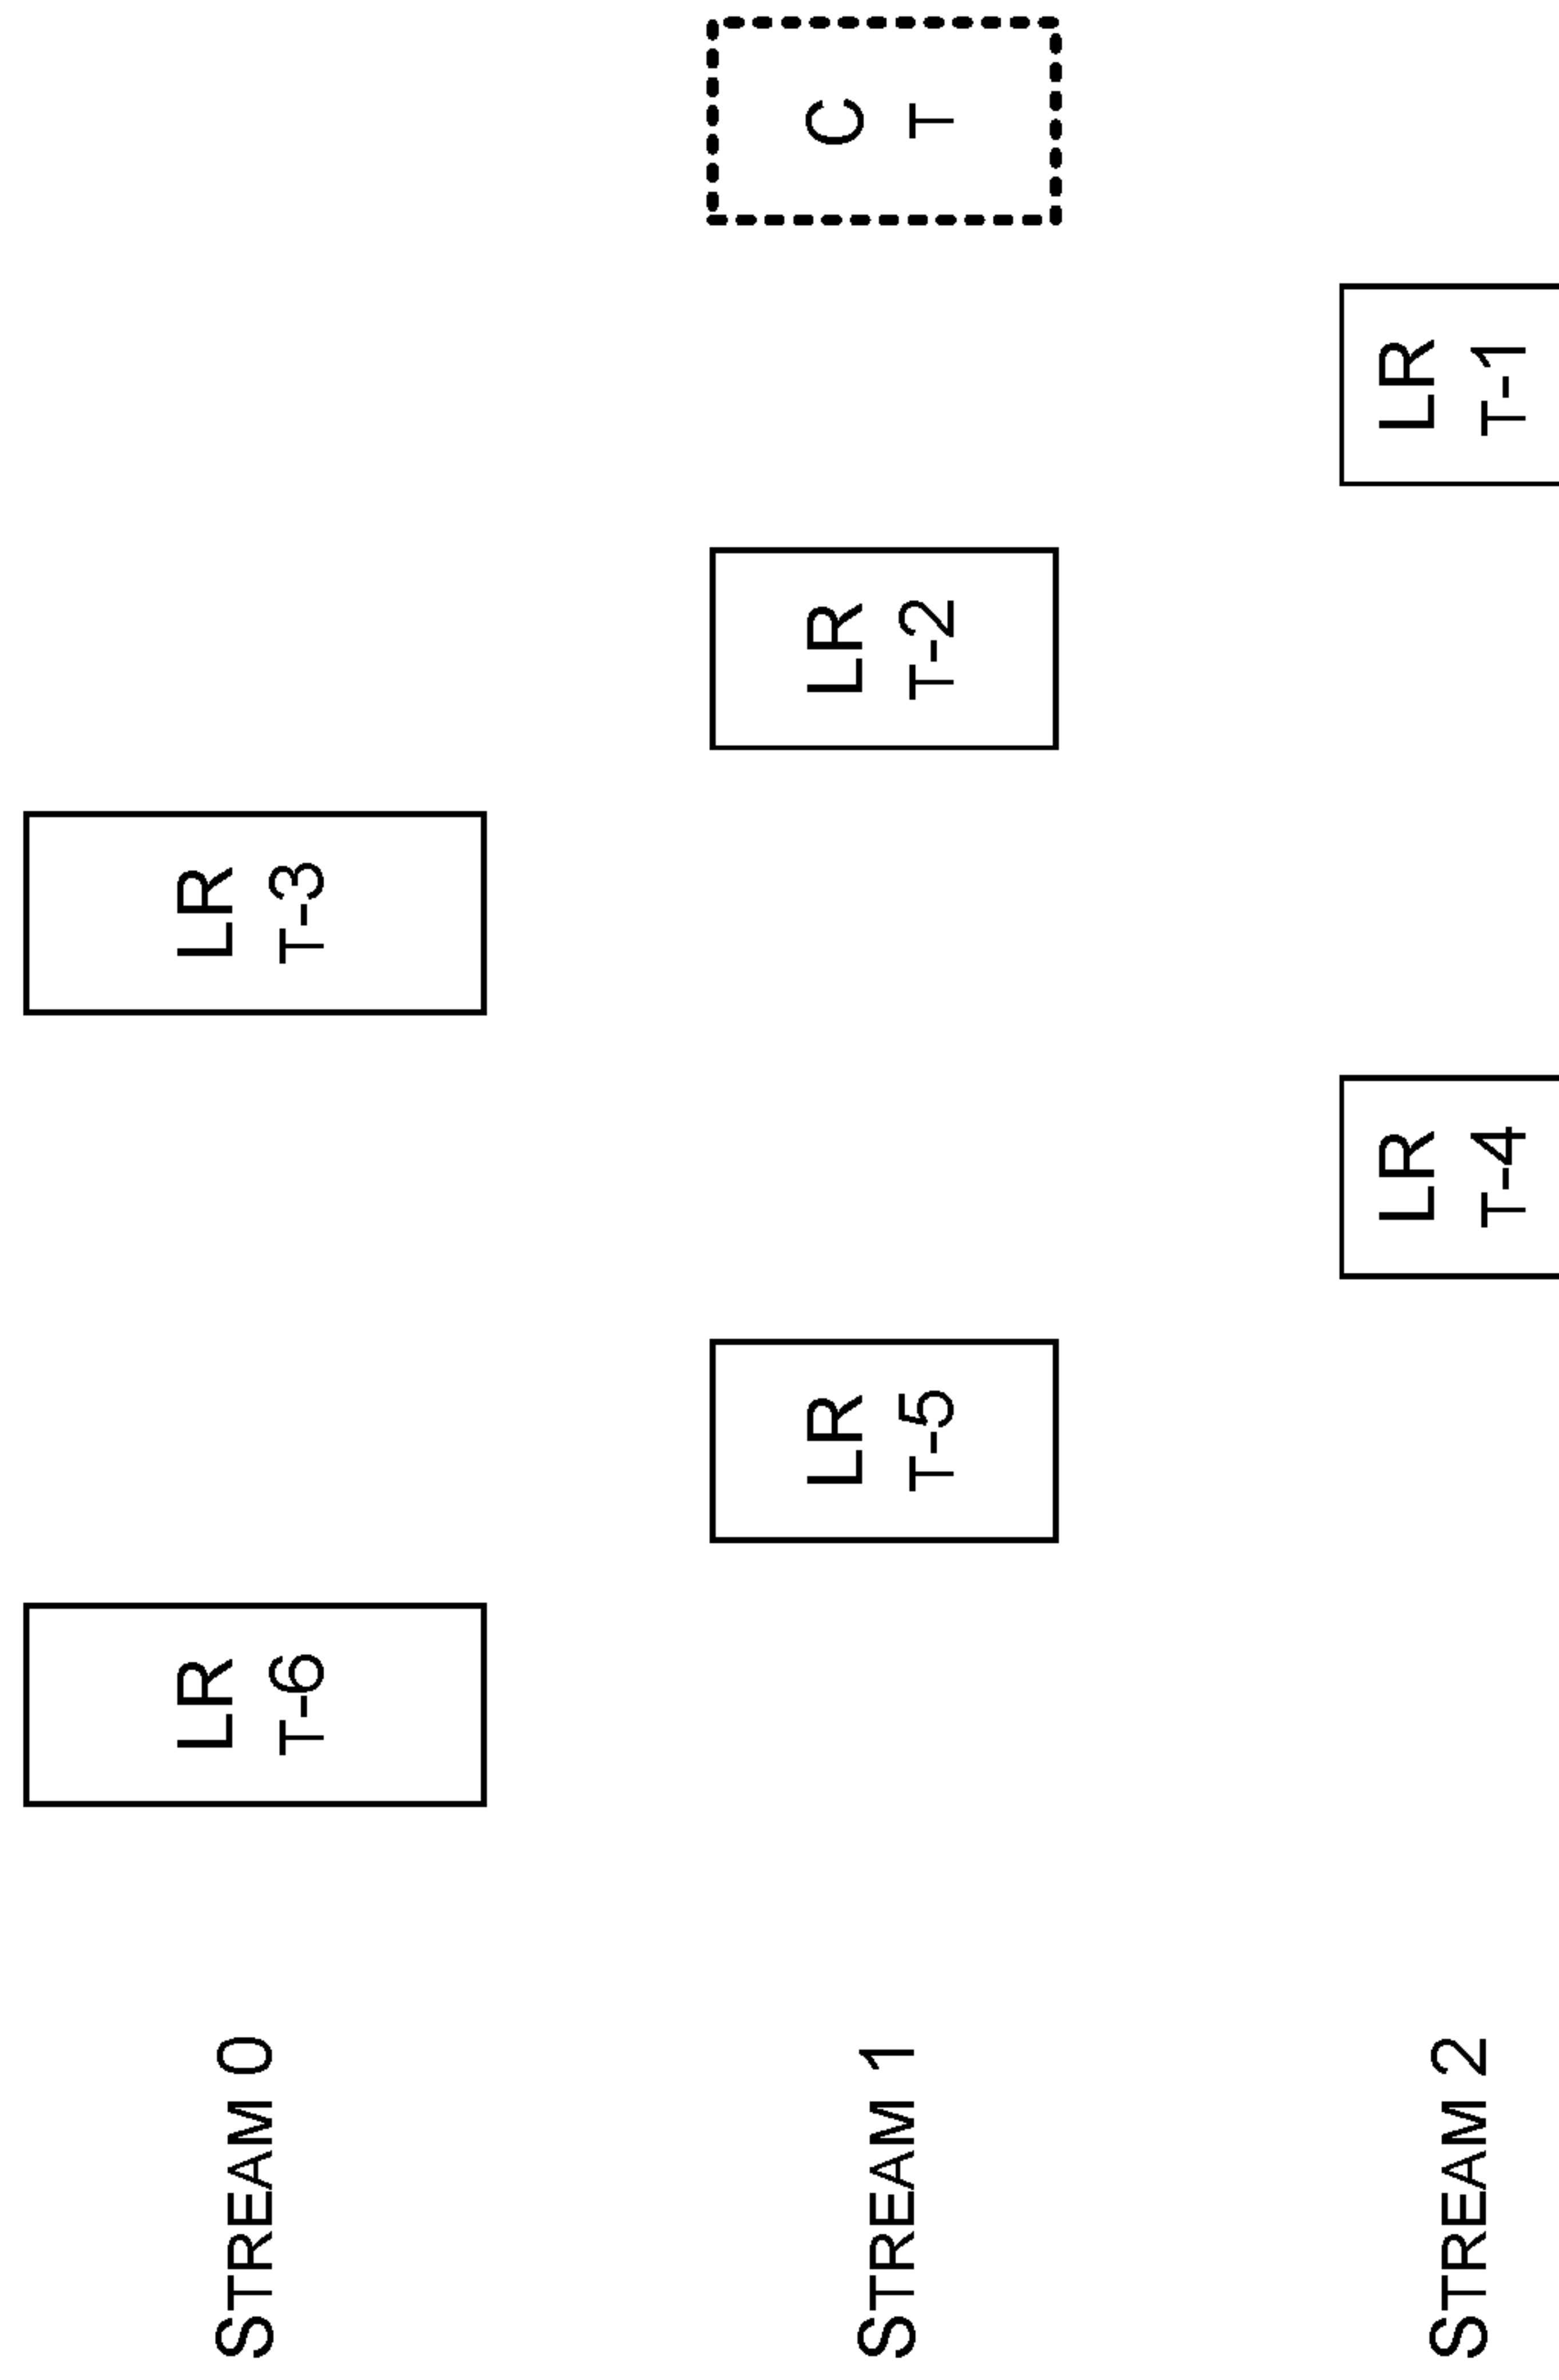 STREAM 0
LR
T-6
LR
T-3
STREAM 1
LR
T-5
LR
T-2
C
T
STREAM 2
LR
T-4
LR
T-1